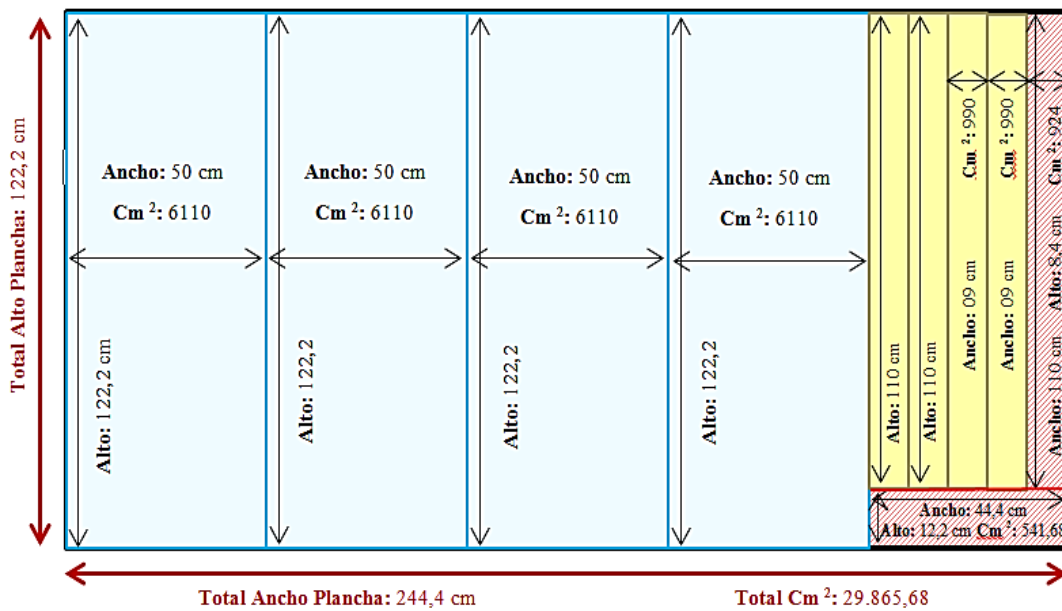 Total Alto Plancha: 122,2 cm
Ancho: 50 cm
Cm ²: 6110
Alto: 122,2 cm
Ancho: 50 cm
Cm ²: 6110
Alto: 122,2
Ancho: 50 cm
Cm ²: 6110
Alto: 122,2
Ancho: 50 cm
Cm ²: 6110
Alto: 122,2
Alto: 110 cm
Alto: 110 cm
Ancho: 09 cm
Cm ²: 990
Ancho: 09 cm
Cm ²: 990
Ancho: 110 cm
Alto: 8,4 cm
Cm ²: 924
Ancho: 44,4 cm
Alto: 12,2 cm Cm ²: 541,68
Total Ancho Plancha: 244,4 cm
Total Cm ²: 29.865,68